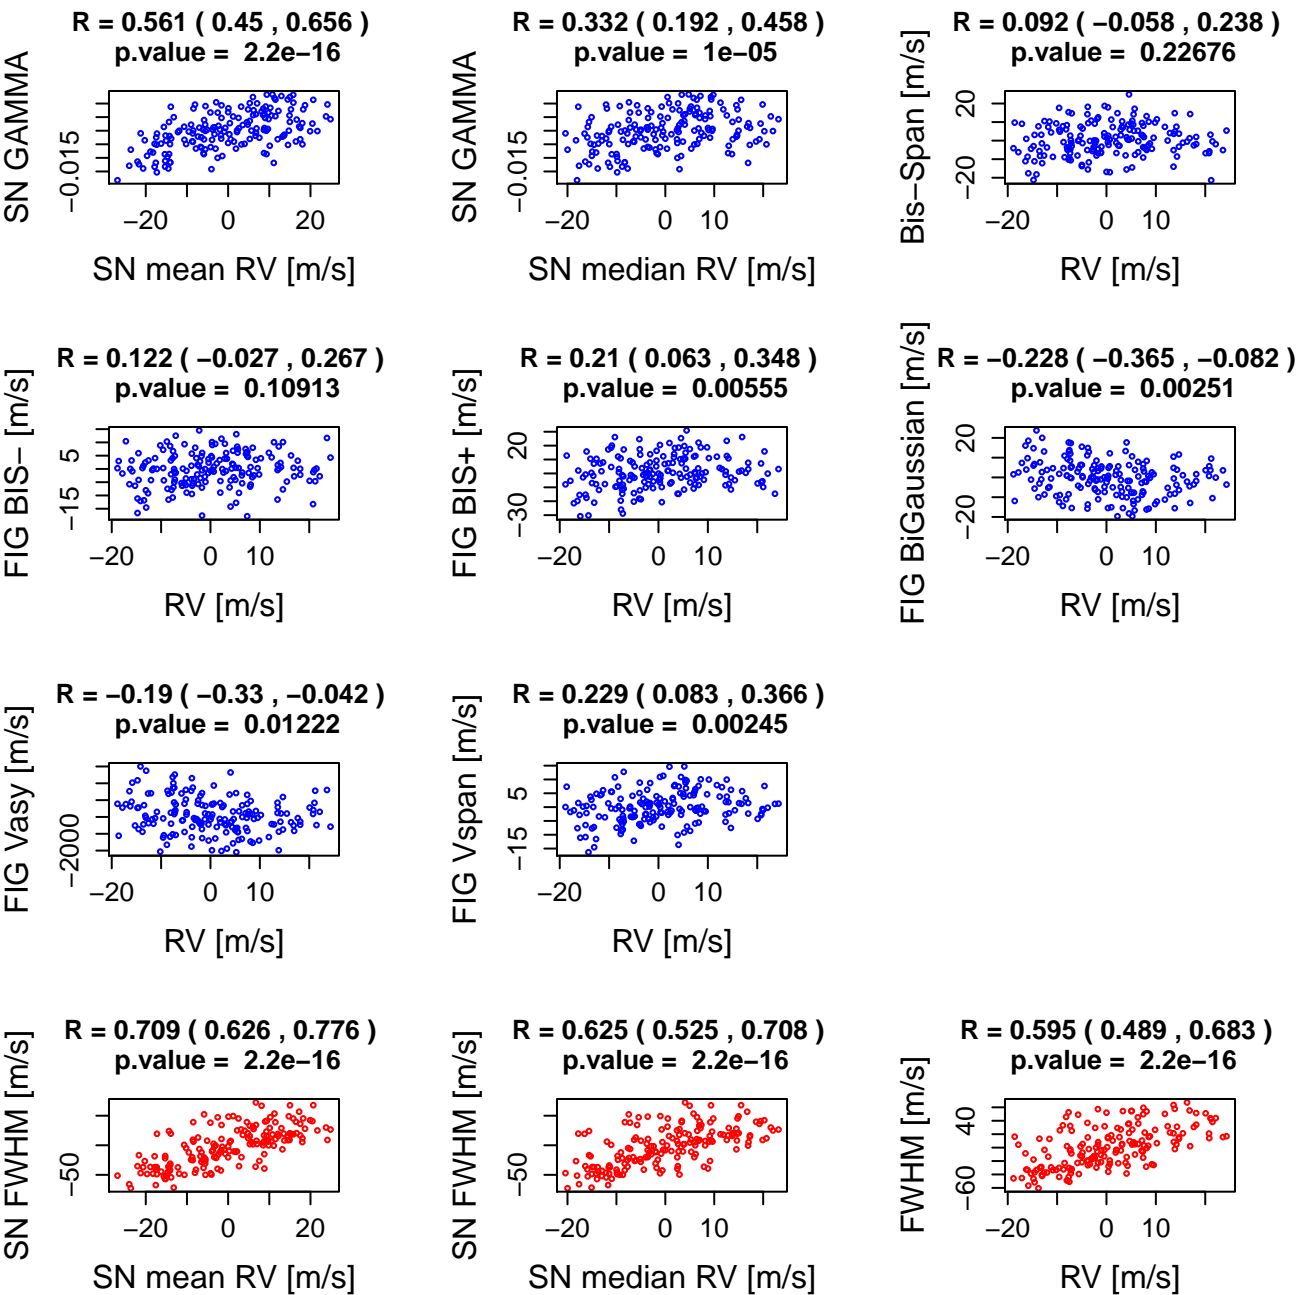 R = 0.561 ( 0.45 , 0.656 )
p.value =  2.2e−16
SN GAMMA
−0.015
−20 0 20
SN mean RV [m/s]
R = 0.332 ( 0.192 , 0.458 )
p.value =  1e−05
SN GAMMA
−0.015
−20 0 10
SN median RV [m/s]
R = 0.092 ( −0.058 , 0.238 )
p.value =  0.22676
Bis−Span [m/s]
20
−20
−20 0 10
RV [m/s]
R = 0.122 ( −0.027 , 0.267 )
p.value =  0.10913
FIG BIS− [m/s]
5
−15
−20 0 10
RV [m/s]
R = 0.21 ( 0.063 , 0.348 )
p.value =  0.00555
FIG BIS+ [m/s]
20
−30
−20 0 10
RV [m/s]
R = −0.228 ( −0.365 , −0.082 )
p.value =  0.00251
FIG BiGaussian [m/s]
20
−20
−20 0 10
RV [m/s]
R = −0.19 ( −0.33 , −0.042 )
p.value =  0.01222
FIG Vasy [m/s]
−2000
−20 0 10
RV [m/s]
R = 0.229 ( 0.083 , 0.366 )
p.value =  0.00245
FIG Vspan [m/s]
5
−15
−20 0 10
RV [m/s]
R = 0.709 ( 0.626 , 0.776 )
p.value =  2.2e−16
SN FWHM [m/s]
−50
−20 0 20
SN mean RV [m/s]
R = 0.625 ( 0.525 , 0.708 )
p.value =  2.2e−16
SN FWHM [m/s]
−50
−20 0 10
SN median RV [m/s]
R = 0.595 ( 0.489 , 0.683 )
p.value =  2.2e−16
FWHM [m/s]
40
−60
−20 0 10
RV [m/s]